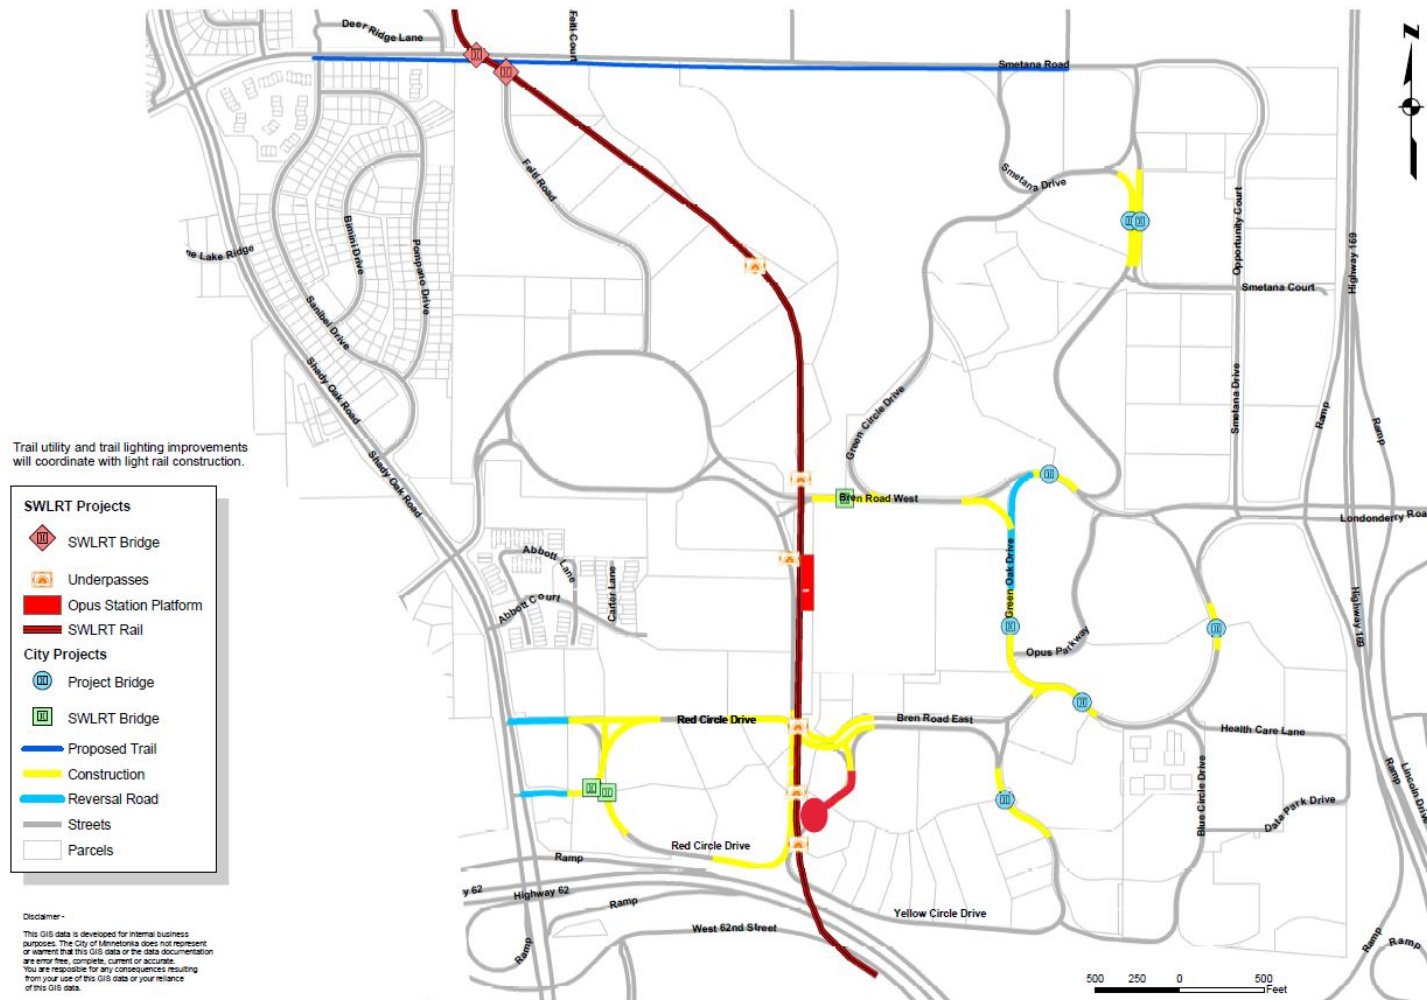 Deer Ridge Lane
Feltl Court
Smetana Road
N
Feltl Road
Smetana Drive
Bimini Drive
Pompano Drive
Opportunity Court
Highway 169
ne Lake Ridge
Smetana Court
Sanibel Drive
Shady Oak Road
Green Circle Drive
Smetana Drive
Ramp
Ramp
Trail utility and trail lighting improvements
will coordinate with light rail construction.
Shady Oak Road
Bren Road West
Londonderry Roa
SWLRT Projects
SWLRT Bridge
Underpasses
Opus Station Platform
SWLRT Rail
City Projects
Project Bridge
SWLRT Bridge
Proposed Trail
Construction
Reversal Road
Streets
Parcels
Abbott Lane
Carter Lane
Abbott Court
Green Oak Drive
Opus Parkway
Highway 169
Red Circle Drive
Bren Road East
Health Care Lane
Blue Circle Drive
Data Park Drive
Ramp
Lincoln Drive
Red Circle Drive
Ramp
y 62
Highway 62
Ramp
Yellow Circle Drive
West 62nd Street
Ramp
Ramp
Ramp
Disclaimer -
This GIS data is developed for internal business
purposes. The City of Minnetonka does not represent
or warrent that this GIS data or the data documentation
are error free, complete, current or accurate.
You are resposible for any consequences resulting
from your use of this GIS data or your reliance
of this GIS data.
500 250 0 500
Feet